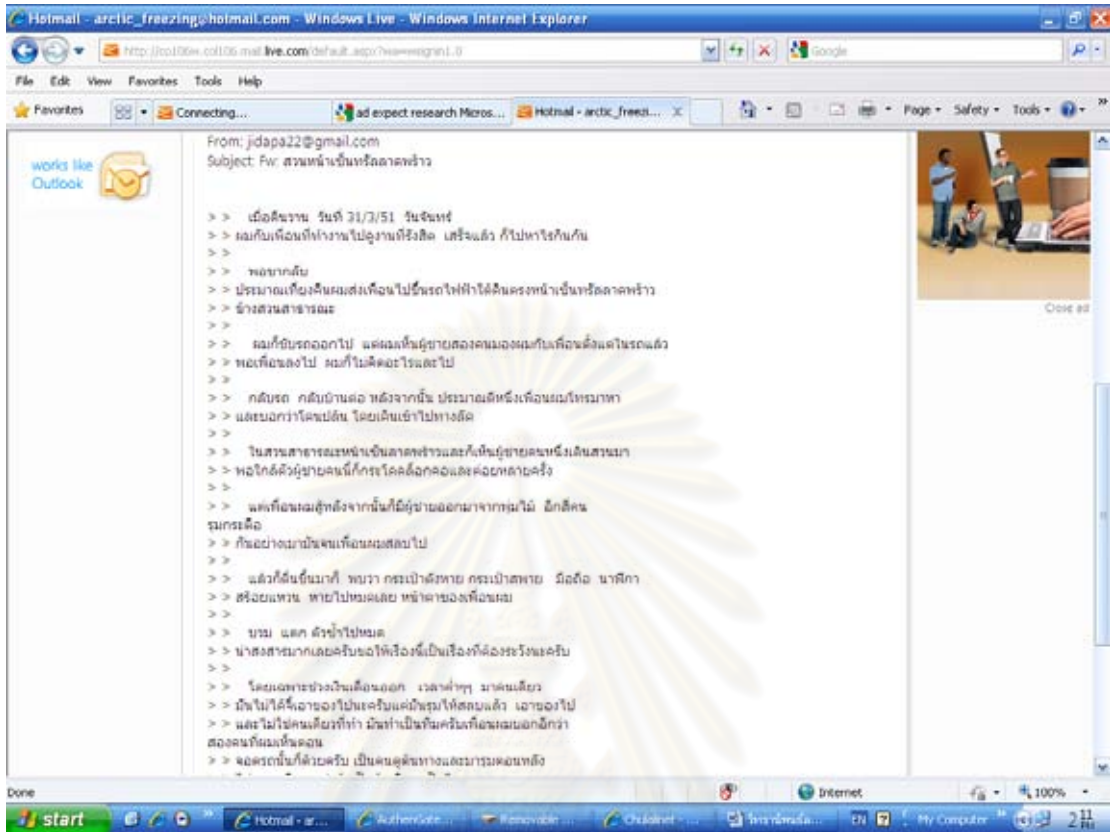 Hotmail - arctic_freezing@hotmail.com - Windows Live - Windows Internet Explorer
live.com
Google
File Edit View Favorites Tools Help
Favorites Connecting... ad expect research Micros... Hotmail - arctic_freezi... Page Safety Tools
works like
Outlook
From: jidapa22@gmail.com
Subject: Fw: สวนหน้าเซ็นทรัลลาดพร้าว
> > เมื่อคืนวาน วันที่ 31/3/51 วันจันทร์
> > ผมกับเพื่อนที่ทำงานไปดูงานที่รังสิต เสร็จแล้ว ก็ไปหาไรกินกัน
> >
> > พอขากลับ
> > ประมาณเที่ยงคืนผมส่งเพื่อนไปขึ้นรถไฟฟ้าใต้ดินตรงหน้าเซ็นทรัลลาดพร้าว
> > ข้างสวนสาธารณะ
> >
> > ผมก็ขับรถออกไป แต่ผมเห็นผู้ชายสองคนมองผมกับเพื่อนตั้งแต่ในรถแล้ว
> > พอเพื่อนลงไป ผมก็ไม่คิดอะไรและไป
> >
> > กลับรถ กลับบ้านต่อ หลังจากนั้น ประมาณตีหนึ่งเพื่อนผมโทรมาหา
> > และบอกว่าโดนปล้น โดยเดินเข้าไปทางลัด
> >
> > ในสวนสาธารณะหน้าเซ็นลาดพร้าวและก็เห็นผู้ชายคนหนึ่งเดินสวนมา
> > พอใกล้ตัวผู้ชายคนนี้ก็กระโดดล็อกคอและต่อยหลายครั้ง
> >
> > แต่เพื่อนผมสู้หลังจากนั้นก็มีผู้ชายออกมาจากพุ่มไม้ อีกสี่คน
รุมกระตื้อ
> > กันอย่างเมามันจนเพื่อนผมสลบไป
> >
> > แล้วก็ตื่นขึ้นมาก็ พบว่า กระเป๋าตังหาย กระเป๋าสพาย มือถือ นาฬิกา
> > สร้อยแหวน หายไปหมดเลย หน้าตาของเพื่อนผม
> >
> > บวม แตก ตัวช้ำไปหมด
> > น่าสงสารมากเลยครับขอให้เรื่องนี้เป็นเรื่องที่ต้องระวังนะครับ
> >
> > โดยเฉพาะช่วงเงินเดือนออก เวลาค่ำๆ มาคนเดียว
> > มันไม่ได้จี้เอาของไปนะครับแต่มันรุมให้สลบแล้ว เอาของไป
> > และไม่ใช่คนเดียวที่ทำ มันทำเป็นทีมครับเพื่อนผมบอกอีกว่า
สองคนที่ผมเห็นตอน
> > จอดรถนั้นก็ด้วยครับ เป็นคนดูต้นทางและมารุมตอนหลัง
Close ad
Done Internet 100%
start Hotmail - ar... AuthenGate... Removable ... Chulalnet - ... EN My Computer